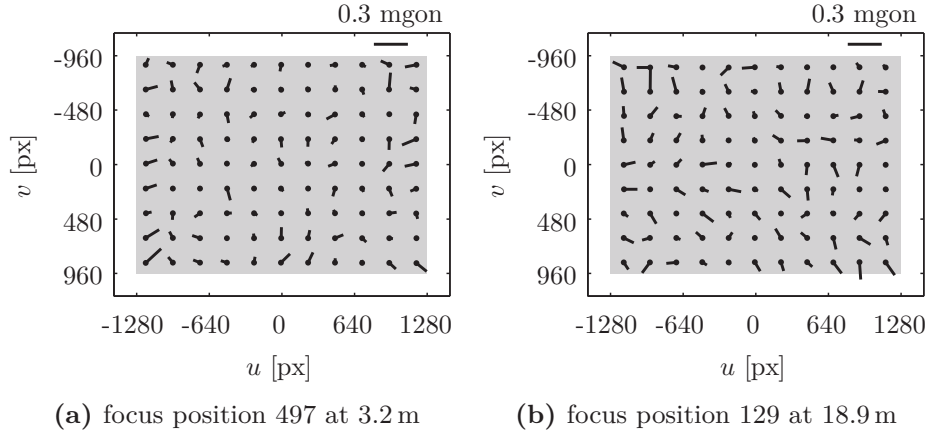 0.3 mgon 0.3 mgon
-960 -960
-480 -480
0 0
480 480
960 960
v [px] v [px]
-1280 -640 0 640 1280 -1280 -640 0 640 1280
u [px] u [px]
(a) focus position 497 at 3.2 m (b) focus position 129 at 18.9 m